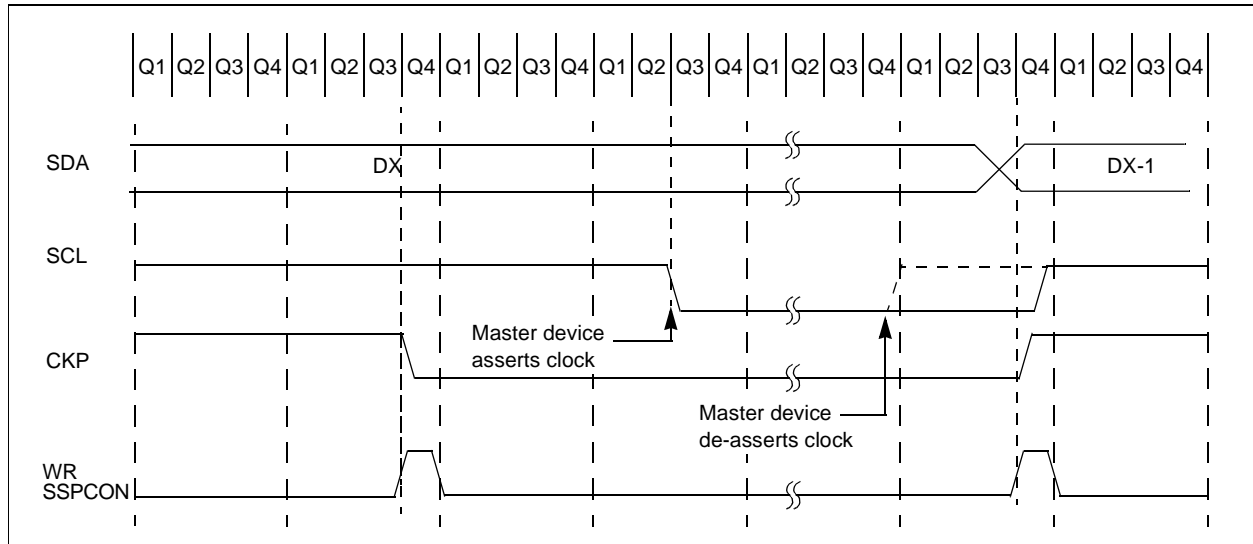 Q1 Q2 Q3 Q4 Q1 Q2 Q3 Q4 Q1 Q2 Q3 Q4 Q1 Q2 Q3 Q4 Q1 Q2 Q3 Q4 Q1 Q2 Q3 Q4 Q1 Q2 Q3 Q4
SDA
DX
DX-1
SCL
Master device
asserts clock
CKP
Master device
de-asserts clock
WR
SSPCON